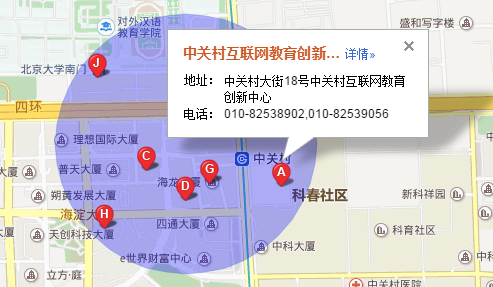 对外汉语
教育学院
盛和写字楼
中关村互联网教育创新... 详情»
地址: 中关村大街18号中关村互联网教育
创新中心
电话: 010-82538902,010-82539056
北京大学南门
J
四环
理想国际大厦
中关村
C
普天大厦
G
A
海龙
D
科春社区
新科祥园
朔黄发展大厦
海淀大
H
四通大厦
科育社区
天创科技大厦
中科大厦
e世界财富中心
立方·庭
中关村医院